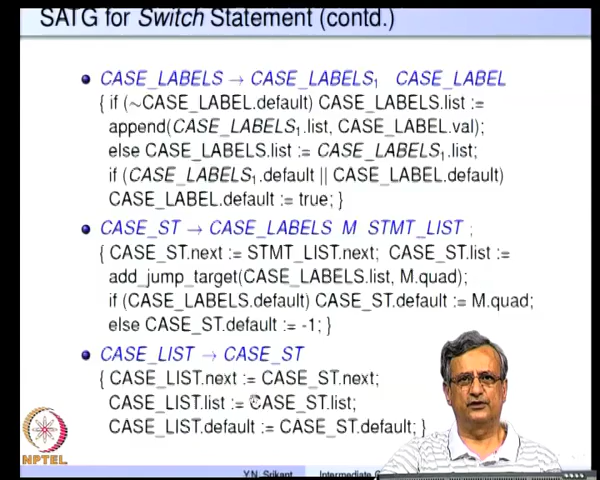 SATG for Switch Statement (contd.)
CASE_LABELS → CASE_LABELS₁ CASE_LABEL
{ if (~CASE_LABEL.default) CASE_LABELS.list :=
append(CASE_LABELS₁.list, CASE_LABEL.val);
else CASE_LABELS.list := CASE_LABELS₁.list;
if (CASE_LABELS₁.default || CASE_LABEL.default)
CASE_LABEL.default := true; }
CASE_ST → CASE_LABELS M STMT_LIST ;
{ CASE_ST.next := STMT_LIST.next; CASE_ST.list :=
add_jump_target(CASE_LABELS.list, M.quad);
if (CASE_LABELS.default) CASE_ST.default := M.quad;
else CASE_ST.default := -1; }
CASE_LIST → CASE_ST
{ CASE_LIST.next := CASE_ST.next;
CASE_LIST.list := CASE_ST.list;
CASE_LIST.default := CASE_ST.default; }
NPTEL
Y.N. Srikant Intermediate